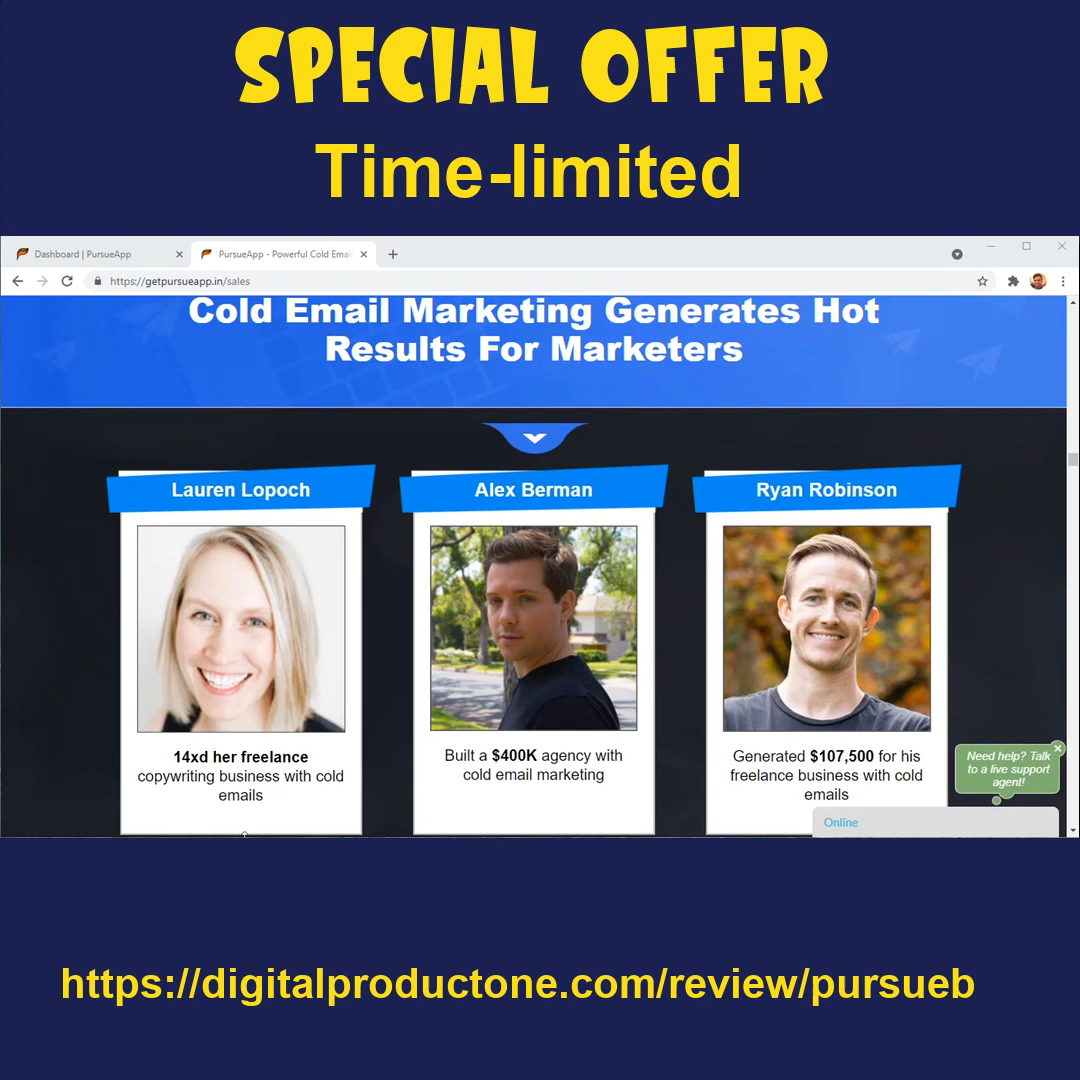 SPECIAL OFFER
Time-limited
Dashboard | PursueApp
PursueApp - Powerful Cold Emai
https://getpursueapp.in/sales
Cold Email Marketing Generates Hot
Results For Marketers
Lauren Lopoch
Alex Berman
Ryan Robinson
14xd her freelance
copywriting business with cold
emails
Built a $400K agency with
cold email marketing
Generated $107,500 for his
freelance business with cold
emails
Need help? Talk
to a live support
agent!
Online
https://digitalproductone.com/review/pursueb